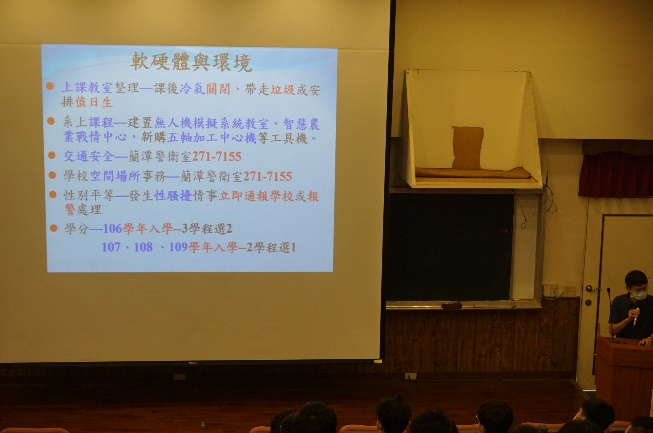 軟硬體與環境
上課教室整理—課後冷氣關閉、帶走垃圾或安
排值日生
系上課程—建置無人機模擬系統教室、智慧農
業戰情中心，新購五軸加工中心機等工具機。
交通安全—蘭潭警衛室271-7155
學校空間場所事務—蘭潭警衛室271-7155
性別平等—發生性騷擾情事立即通報學校或報
警處理
學分—106學年入學--3學程選2
107、108 、109學年入學--2學程選1